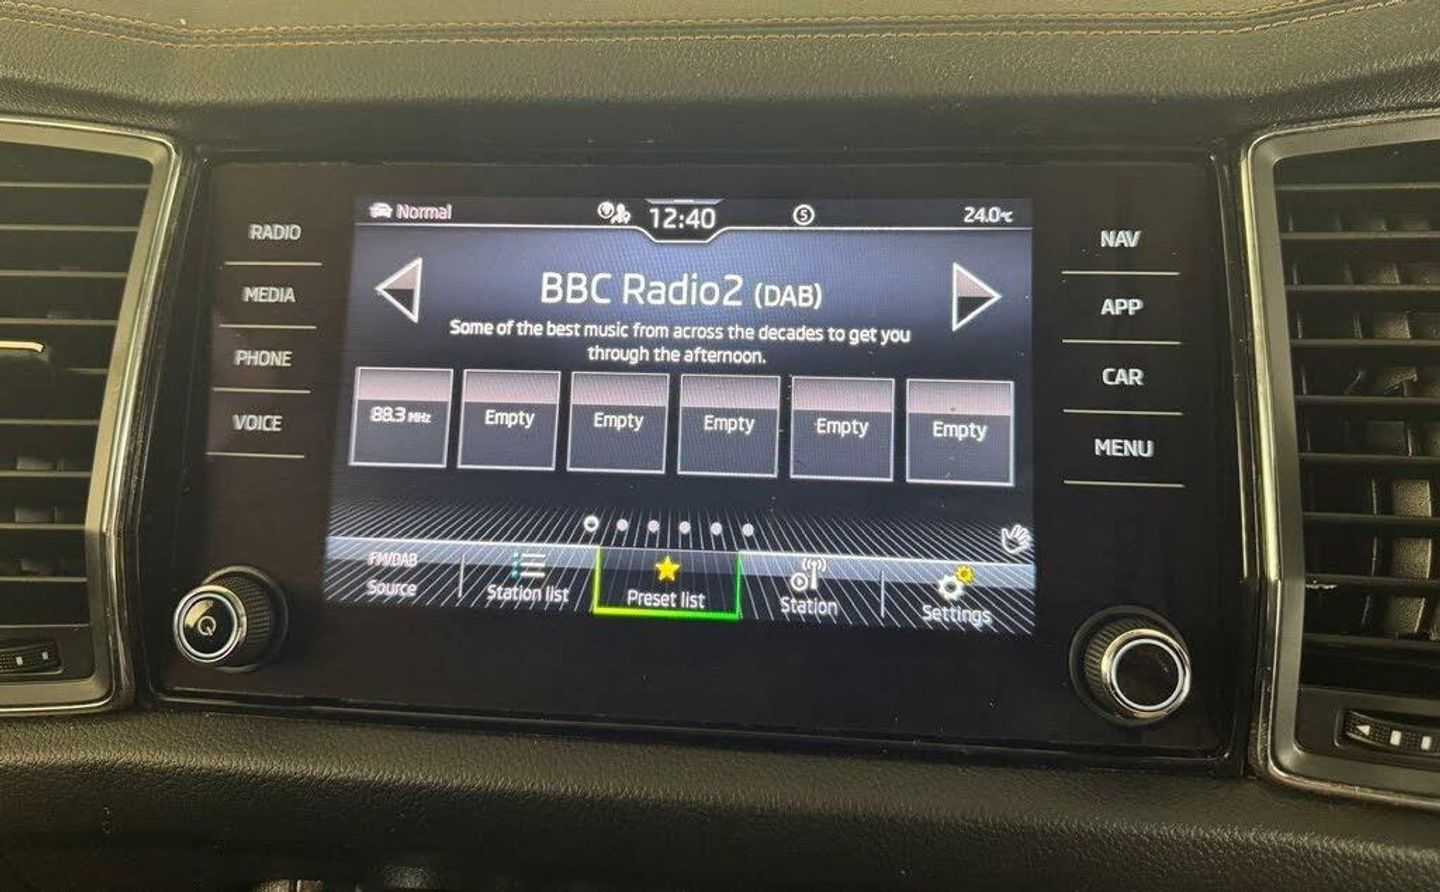 RADIO
MEDIA
PHONE
VOICE
Normal
12:40
S
24.0°C
BBC Radio2 (DAB)
Some of the best music from across the decades to get you
through the afternoon.
88.3 MHz
Empty
Empty
Empty
Empty
Empty
FM/DAB
Source
Station list
Preset list
Station
Settings
NAV
APP
CAR
MENU